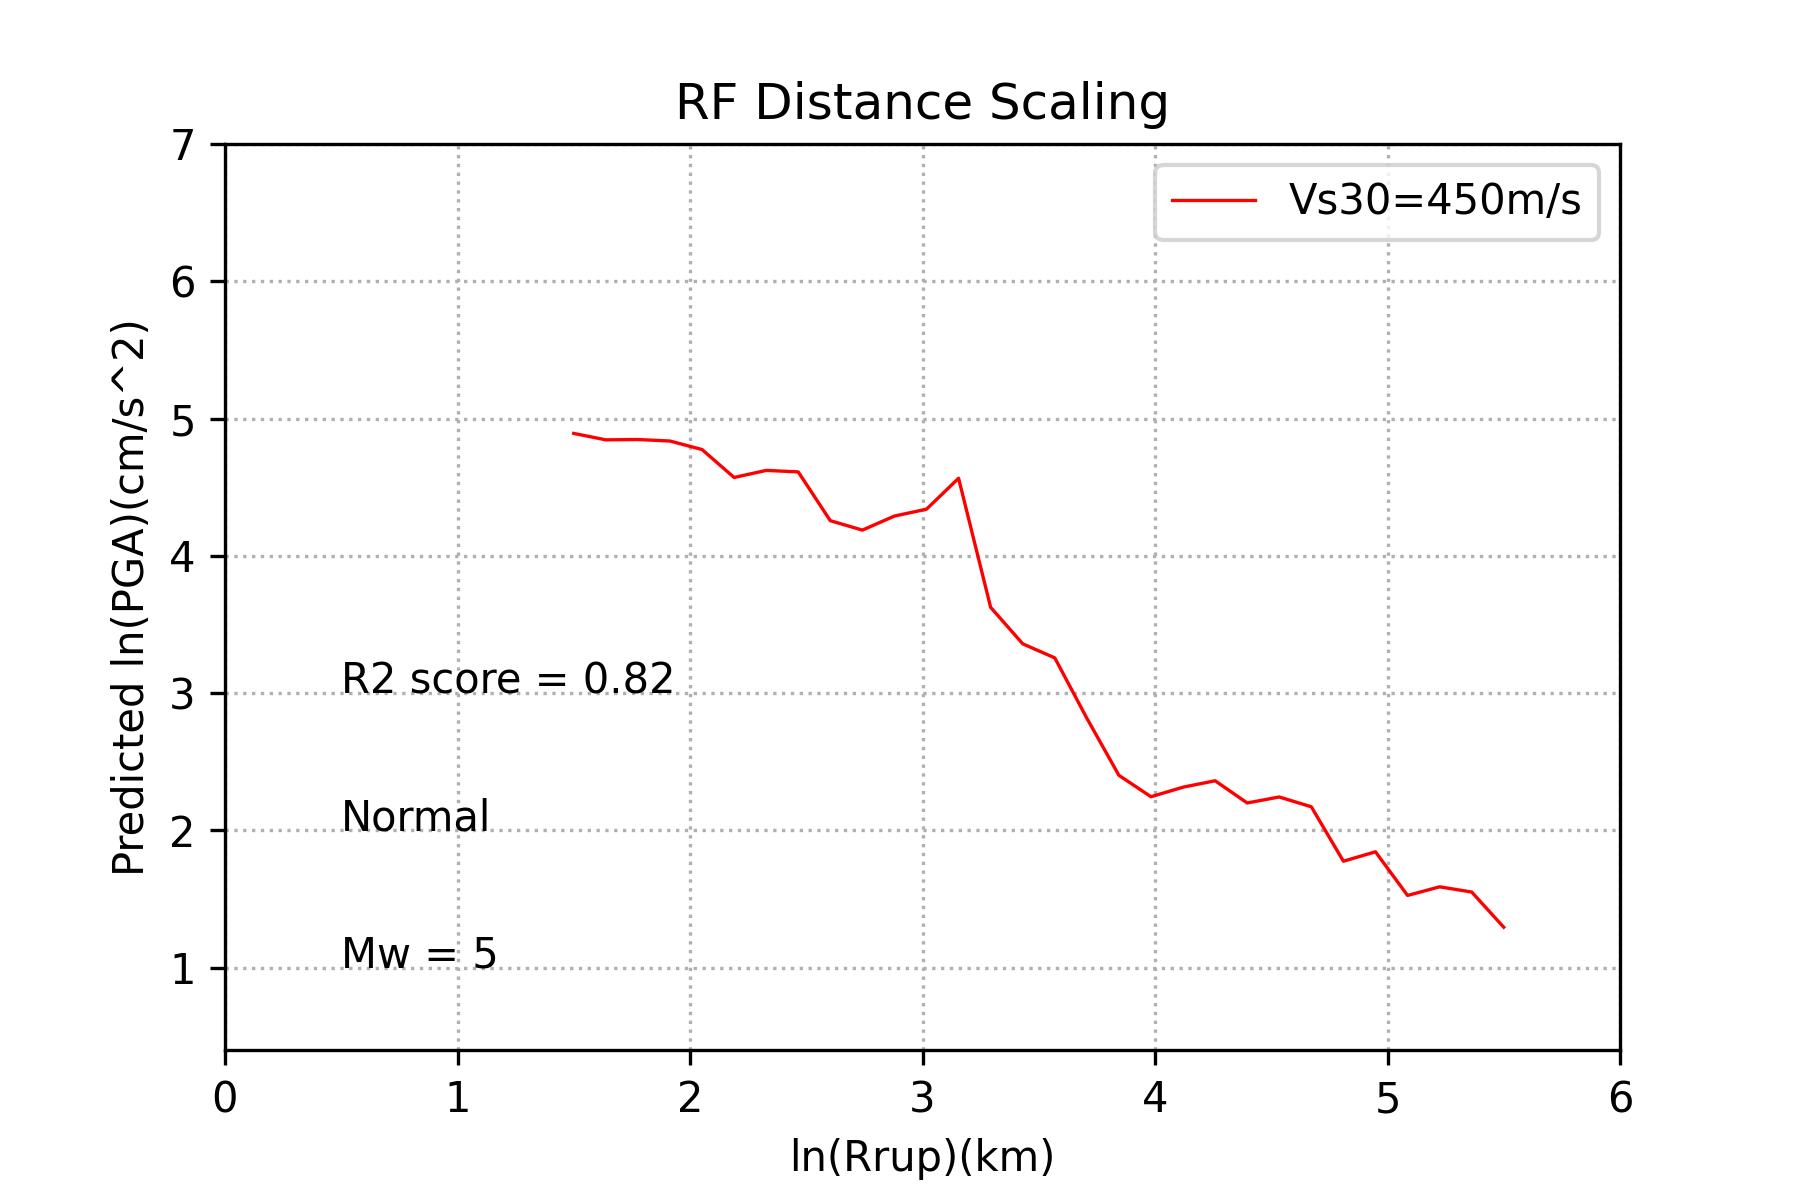 RF Distance Scaling
7
6
5
4
3
2
1
Predicted ln(PGA)(cm/s^2)
Vs30=450m/s
R2 score = 0.82
Normal
Mw = 5
0 1 2 3 4 5 6
ln(Rrup)(km)